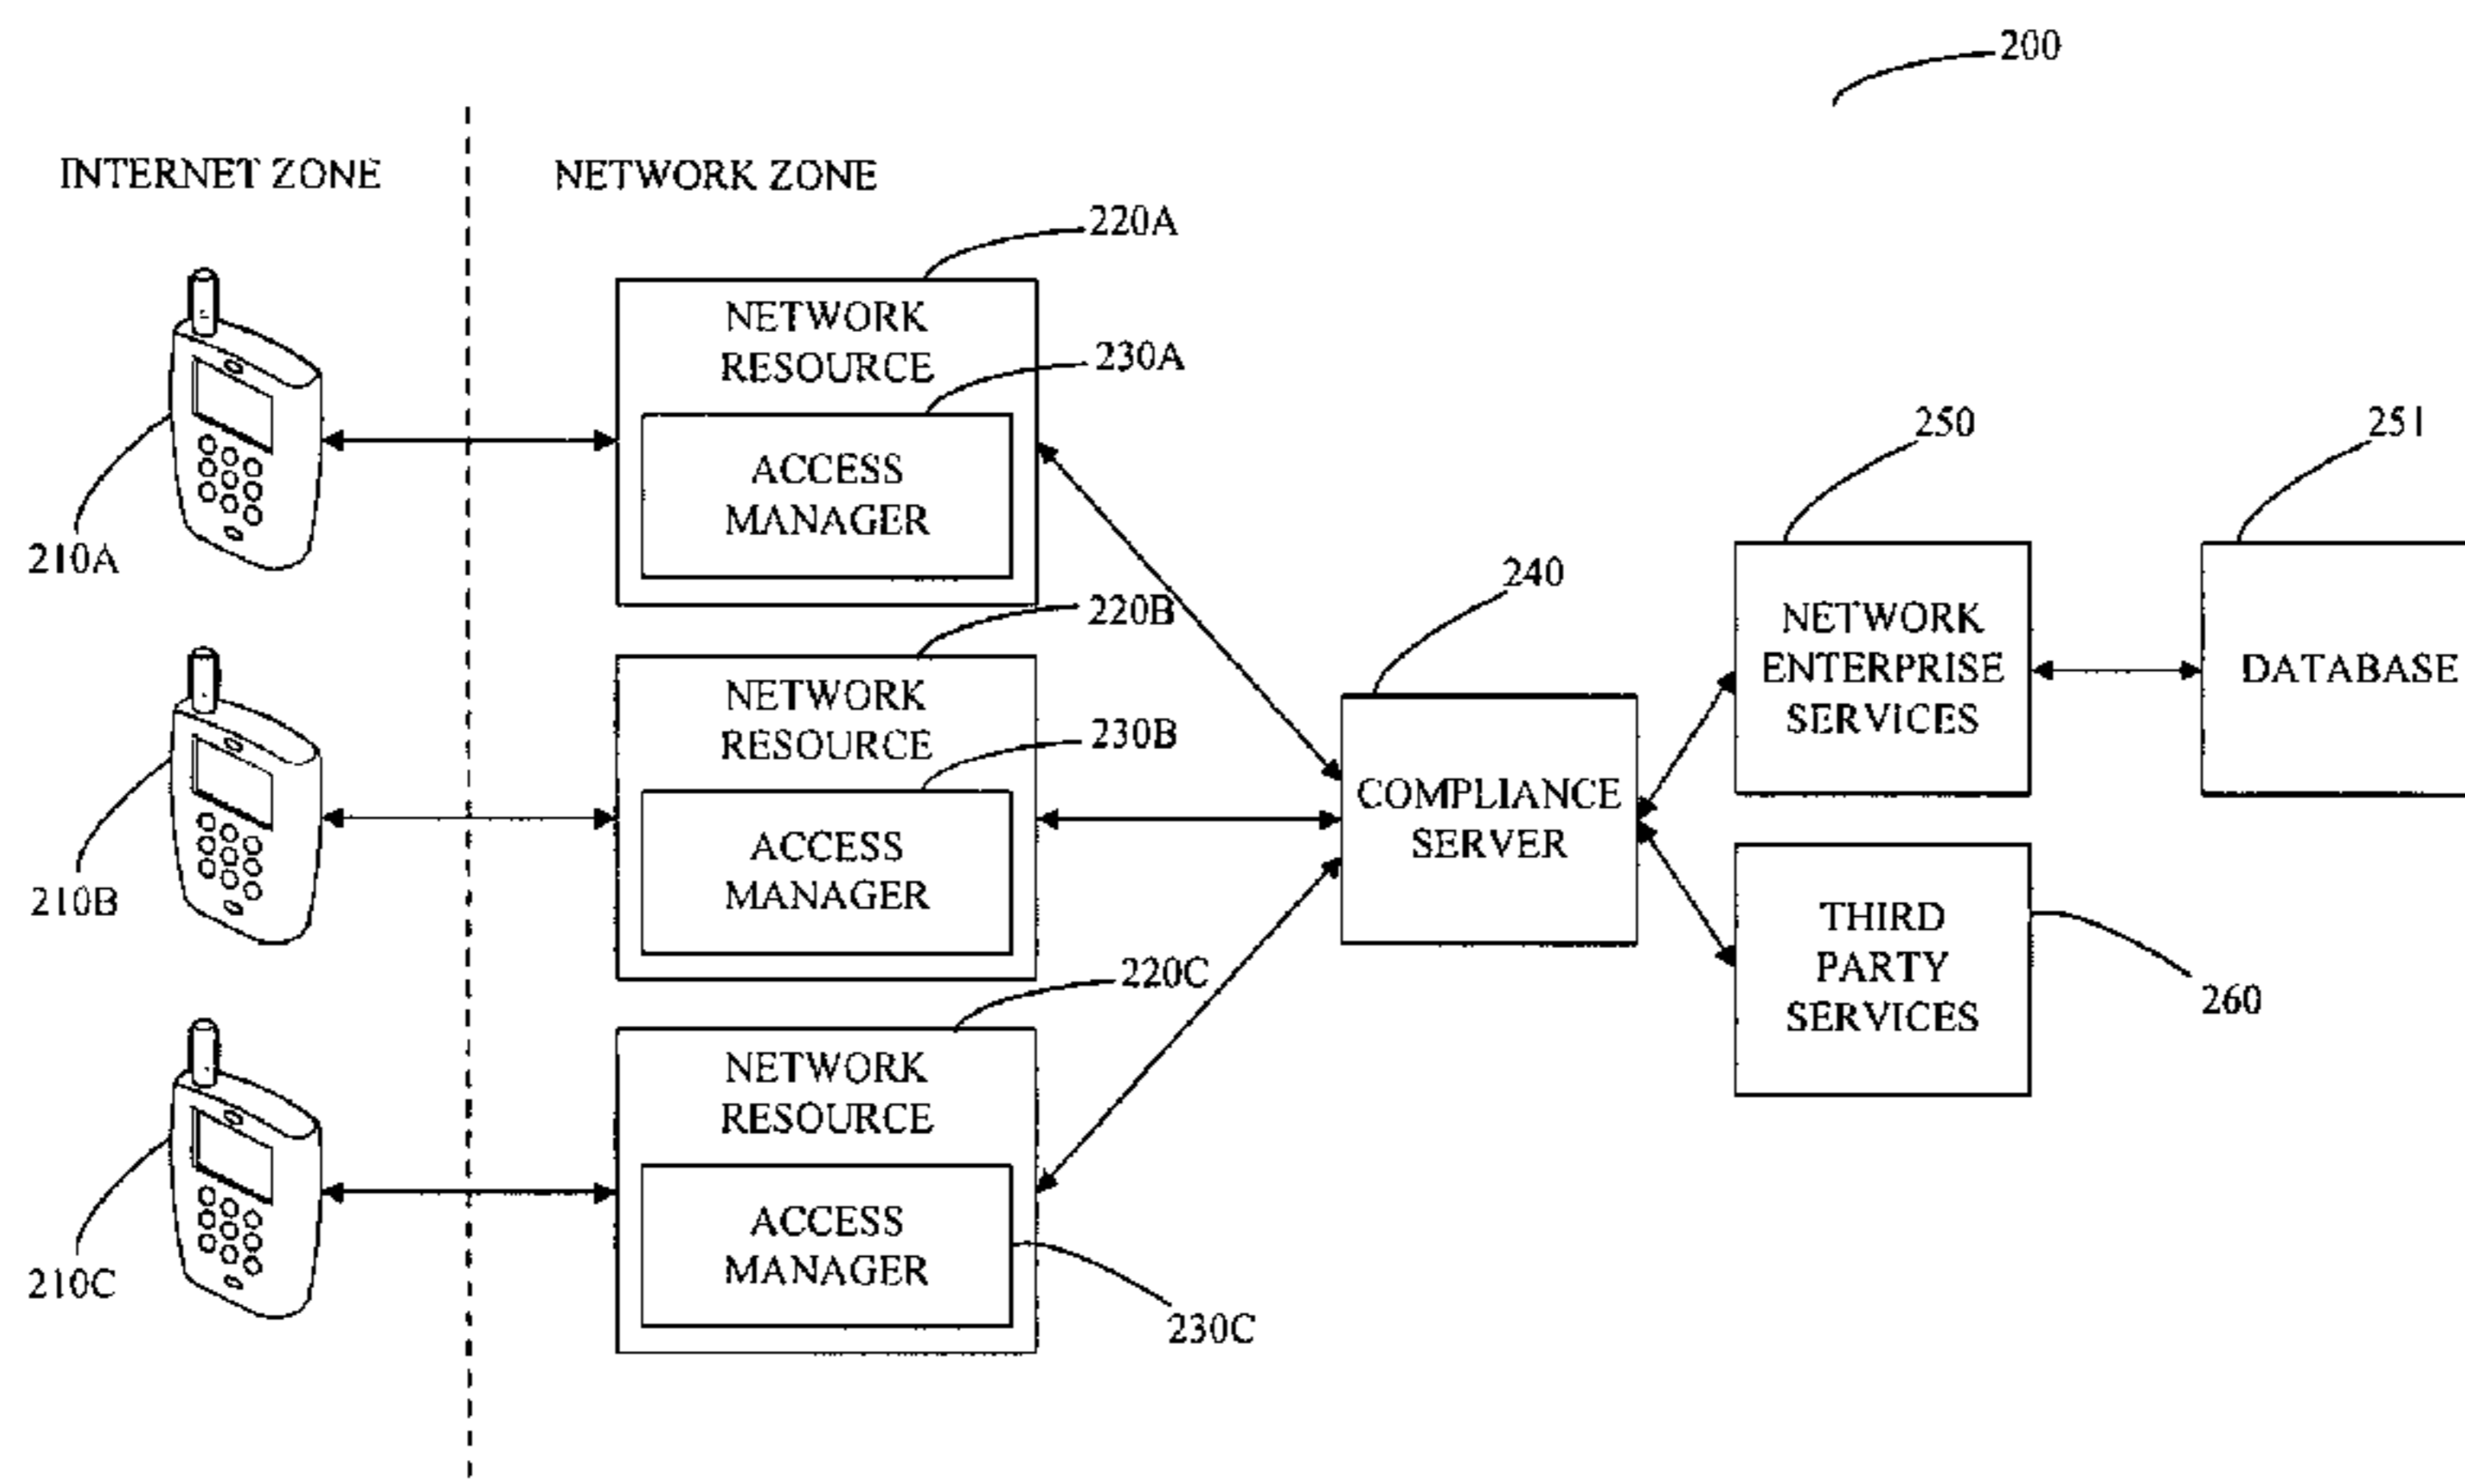 200
INTERNET ZONE
NETWORK ZONE
220A
NETWORK
RESOURCE
230A
ACCESS
MANAGER
210A
220B
NETWORK
RESOURCE
230B
ACCESS
MANAGER
210B
220C
NETWORK
RESOURCE
ACCESS
MANAGER
230C
210C
240
COMPLIANCE
SERVER
250
NETWORK
ENTERPRISE
SERVICES
251
DATABASE
THIRD
PARTY
SERVICES
260